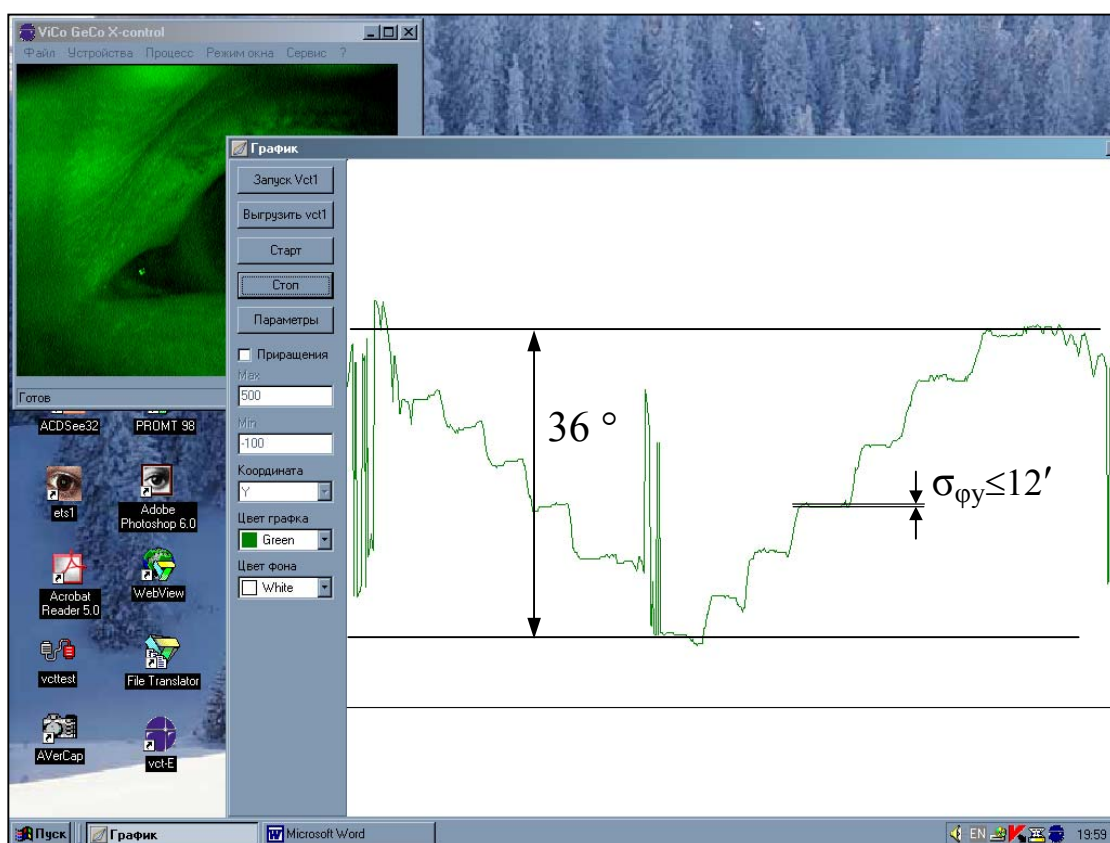 ViCo GeCo X-control
Файл Устройства Процесс Режим окна Сервис ?
График
Запуск Vct1
Выгрузить vct1
Старт
Стоп
Параметры
Приращения
Max
500
Min
-100
Координата
Y
Цвет графка
Green
Цвет фона
White
36 °
σφy≤12′
Готов
ACDSee32
PROMT 98
ets1
Adobe
Photoshop 6.0
Acrobat
Reader 5.0
WebView
vcttest
File Translator
AVerCap
vct-E
Пуск
График
Microsoft Word
EN
19:59